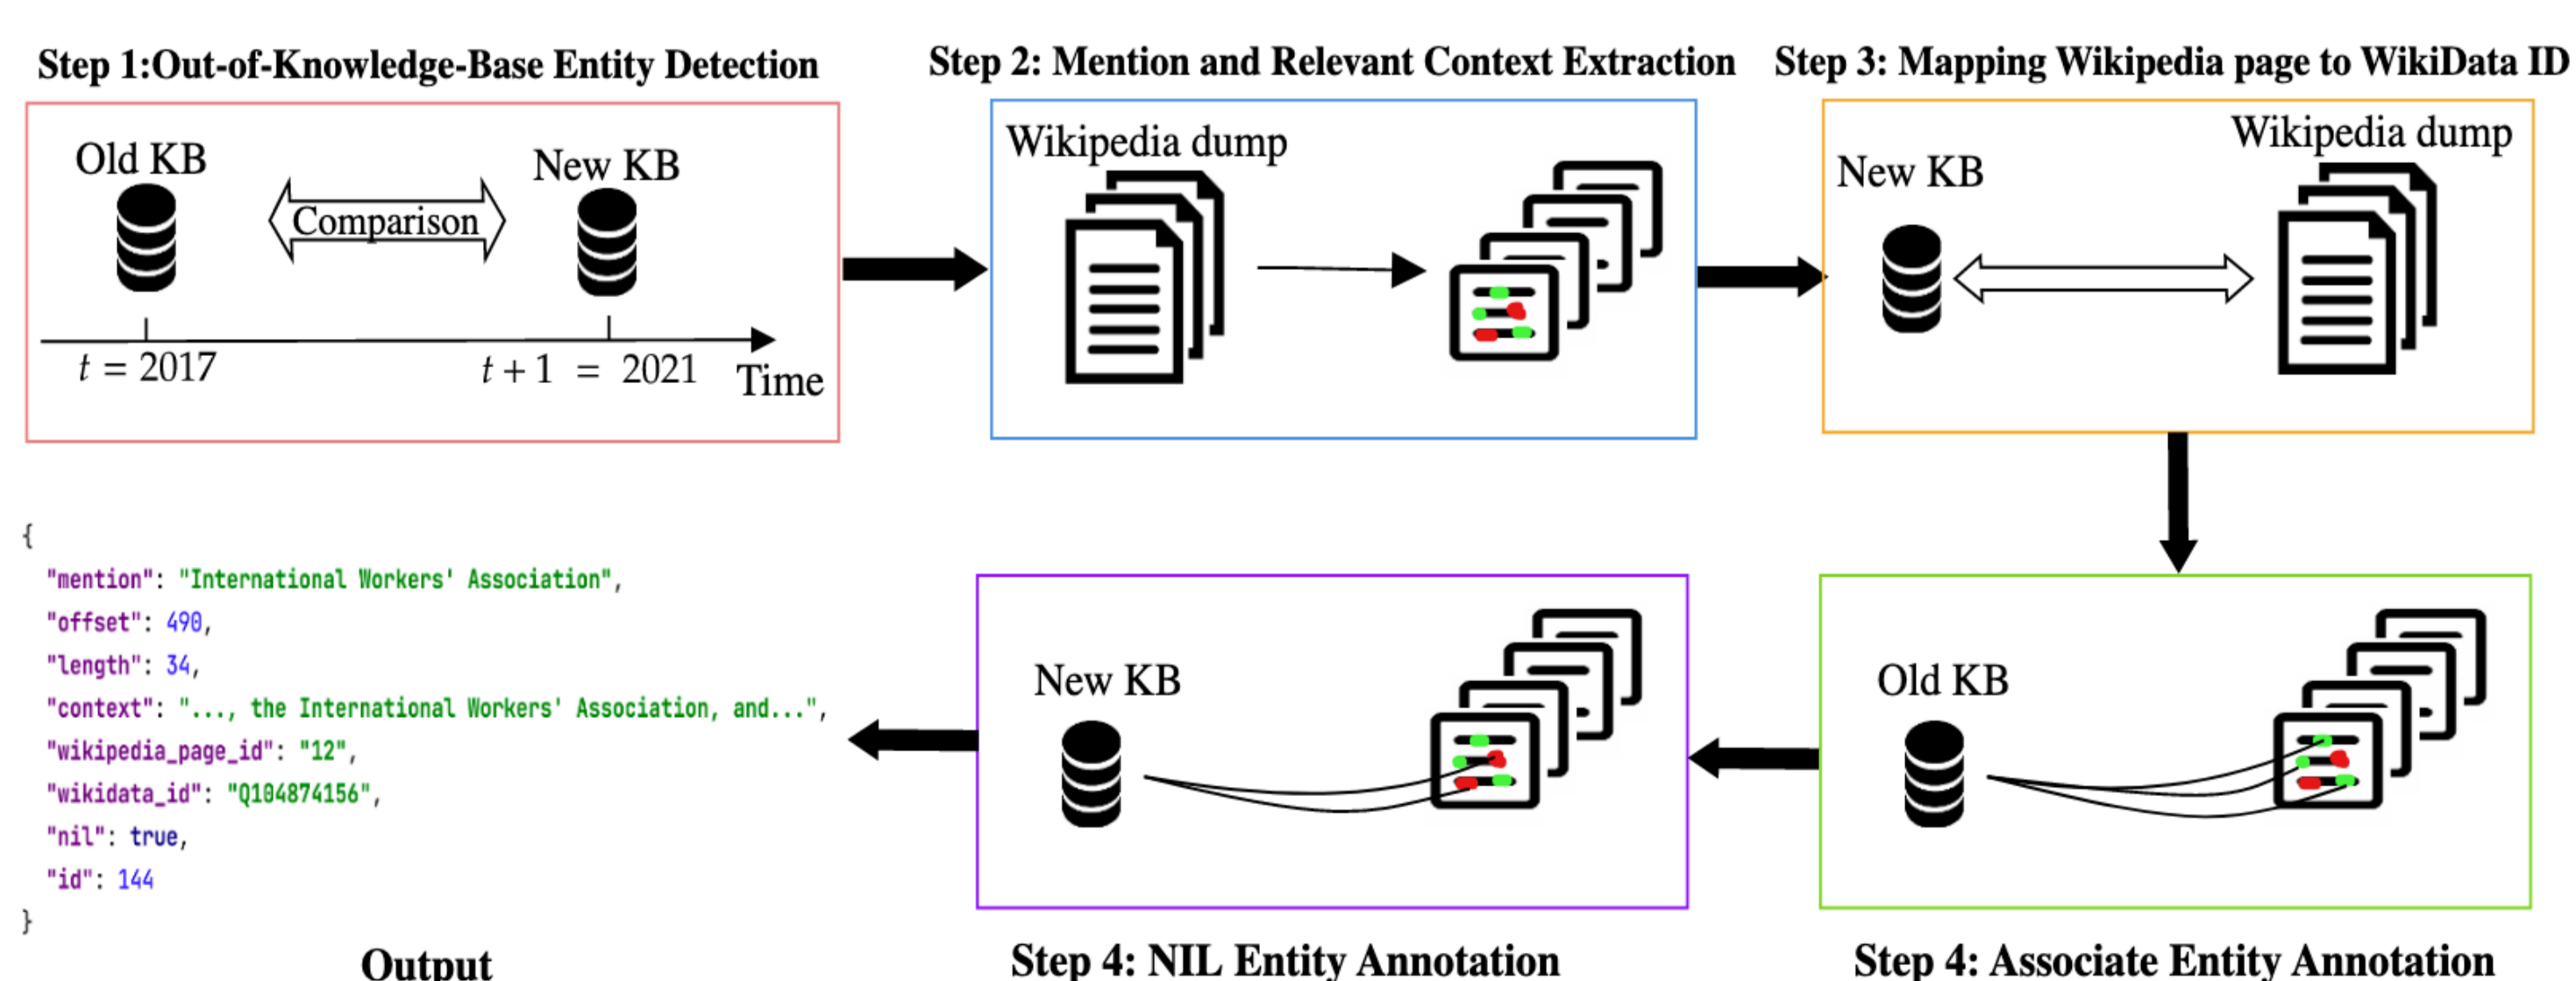 Step 1:Out-of-Knowledge-Base Entity Detection
Old KB
Comparison
New KB
t = 2017
t + 1 = 2021
Time
Step 2: Mention and Relevant Context Extraction
Wikipedia dump
Step 3: Mapping Wikipedia page to WikiData ID
New KB
Wikipedia dump
Old KB
Step 4: Associate Entity Annotation
New KB
Step 4: NIL Entity Annotation
{
"mention": "International Workers' Association",
"offset": 490,
"length": 34,
"context": "..., the International Workers' Association, and...",
"wikipedia_page_id": "12",
"wikidata_id": "Q104874156",
"nil": true,
"id": 144
}
Output